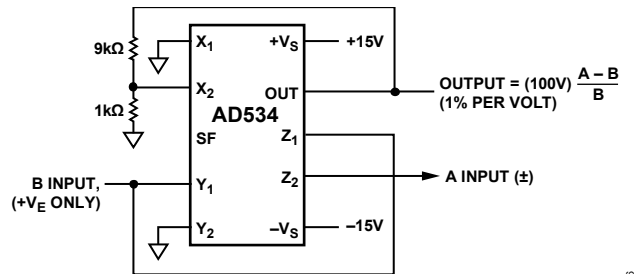 9kΩ
1kΩ
X1
X2
SF
Y1
Y2
AD534
+VS
OUT
Z1
Z2
–VS
+15V
–15V
OUTPUT = (100V) A – B / B
(1% PER VOLT)
A INPUT (±)
B INPUT,
(+VE ONLY)